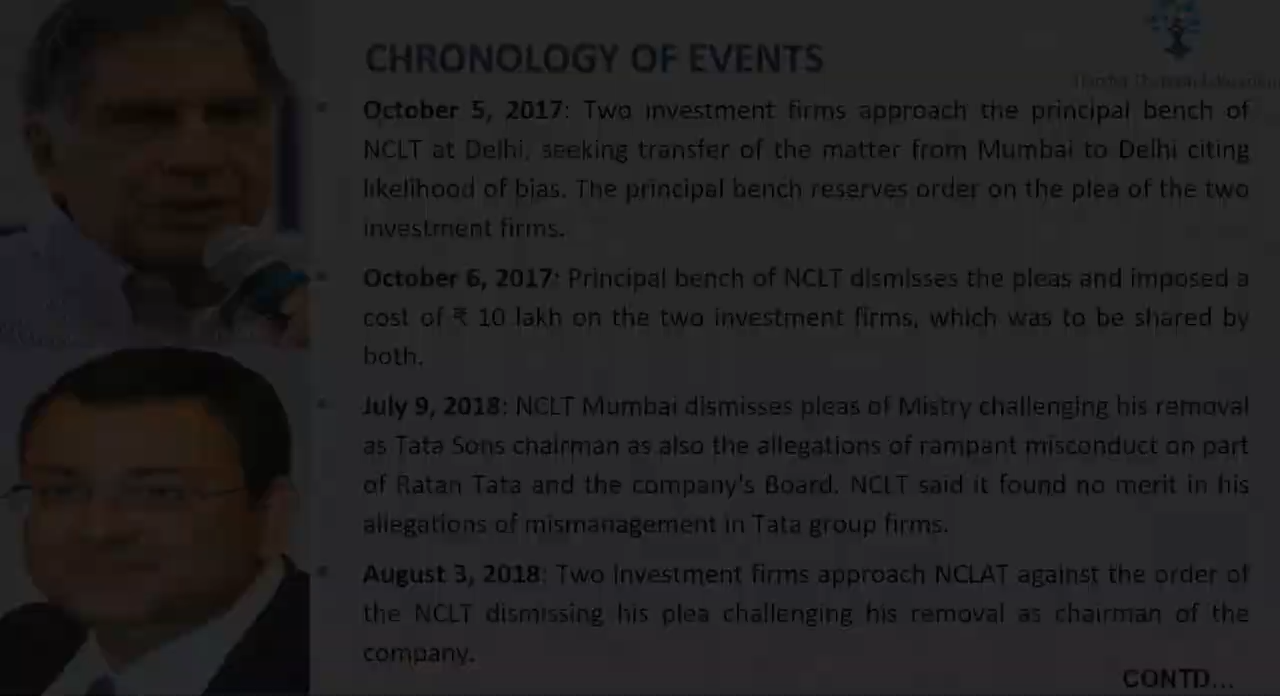 CHRONOLOGY OF EVENTS
October 5, 2017: Two investment firms approach the principal bench of
NCLT at Delhi, seeking transfer of the matter from Mumbai to Delhi citing
likelihood of bias. The principal bench reserves order on the plea of the two
investment firms.
October 6, 2017: Principal bench of NCLT dismisses the pleas and imposed a
cost of ₹ 10 lakh on the two investment firms, which was to be shared by
both.
July 9, 2018: NCLT Mumbai dismisses pleas of Mistry challenging his removal
as Tata Sons chairman as also the allegations of rampant misconduct on part
of Ratan Tata and the company's Board. NCLT said it found no merit in his
allegations of mismanagement in Tata group firms.
August 3, 2018: Two investment firms approach NCLAT against the order of
the NCLT dismissing his plea challenging his removal as chairman of the
company.
CONTD...